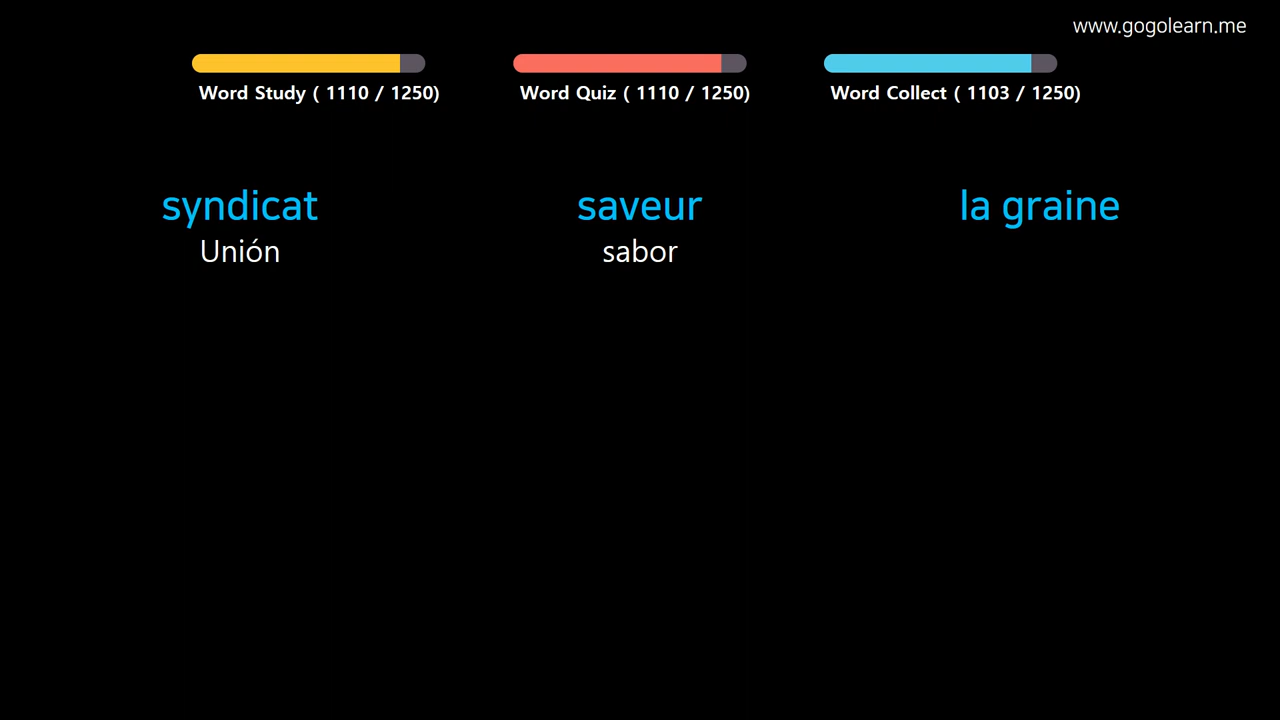 www.gogolearn.me
Word Study ( 1110 / 1250)
Word Quiz ( 1110 / 1250)
Word Collect ( 1103 / 1250)
syndicat
saveur
la graine
Unión
sabor